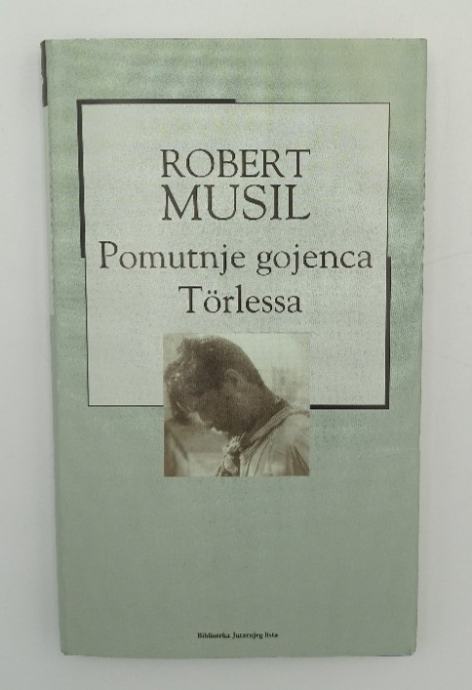 ROBERT
MUSIL
Pomutnje gojenca
Törlessa
Biblioteka Jutarnjeg lista